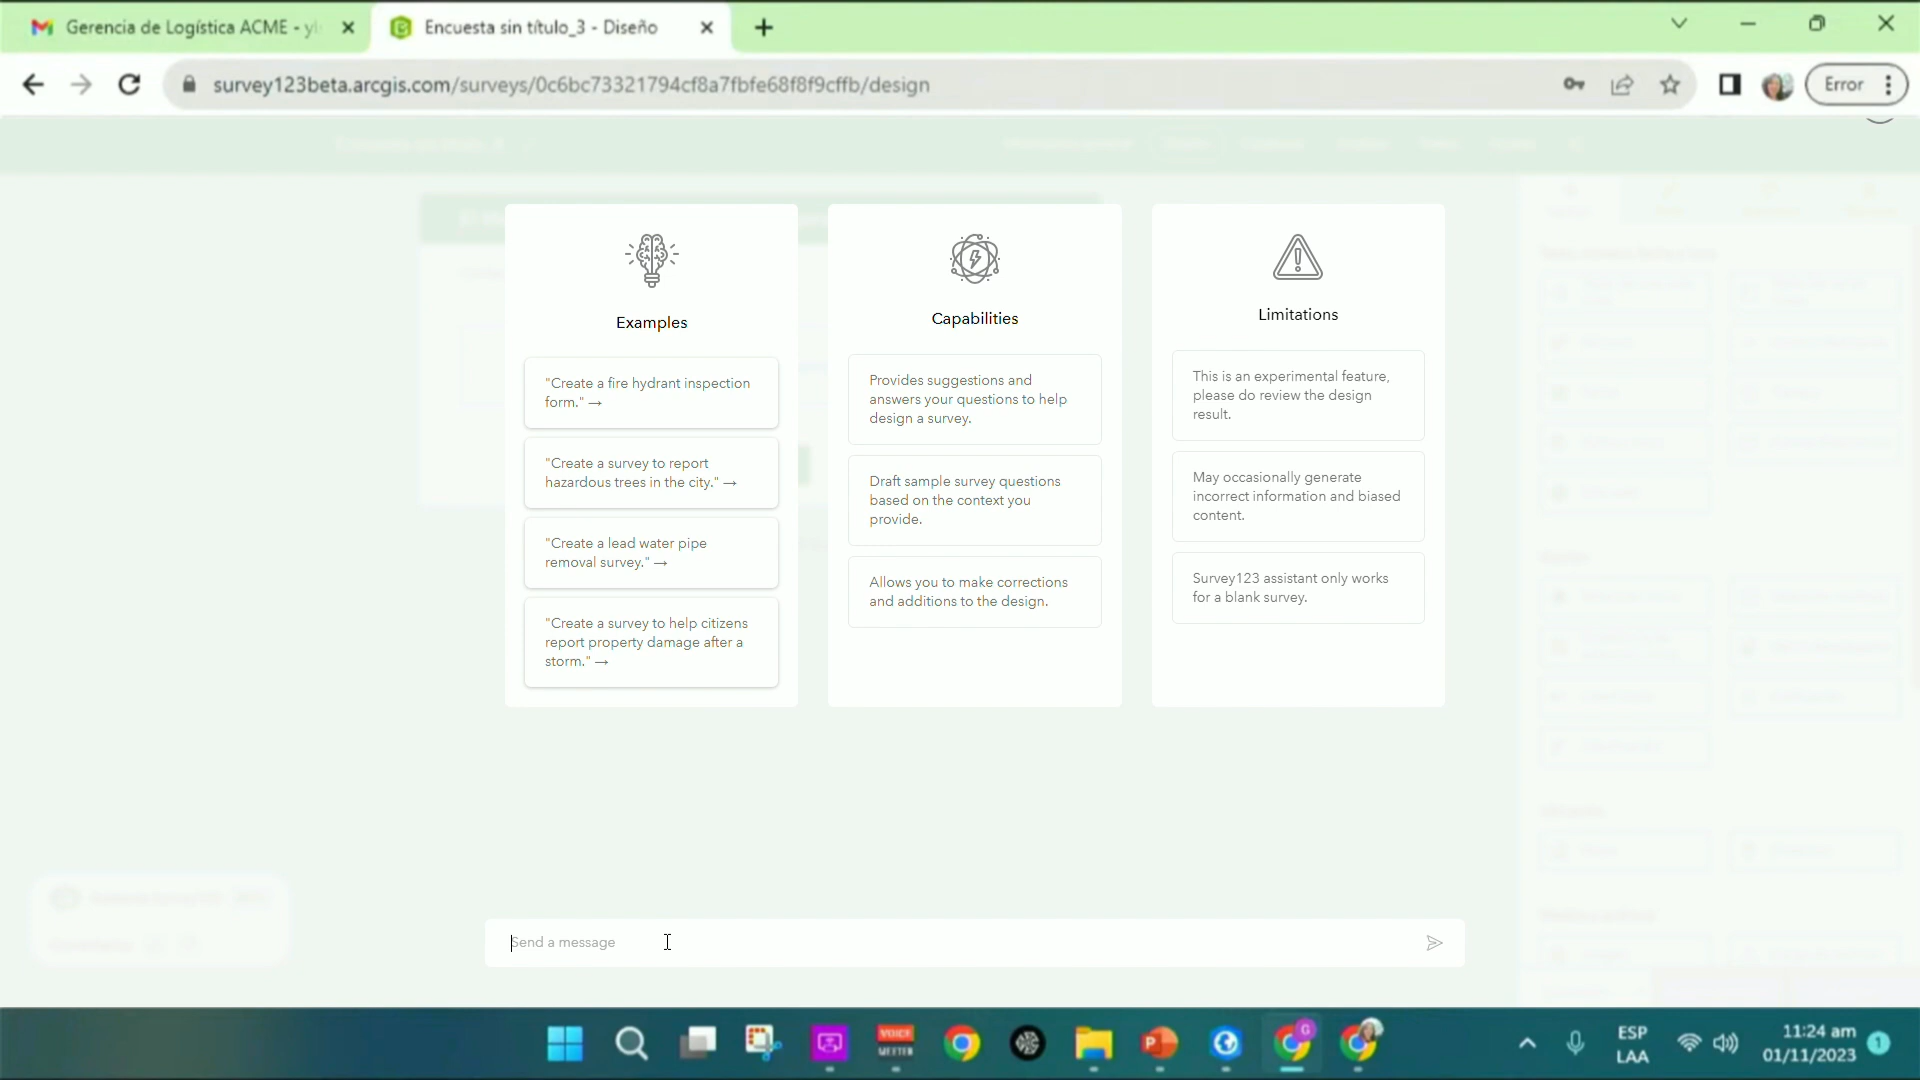 Gerencia de Logística ACME - yl
Encuesta sin título_3 - Diseño
survey123beta.arcgis.com/surveys/0c6bc73321794cf8a7fbfe68f8f9cffb/design
Error
Examples
"Create a fire hydrant inspection
form." →
"Create a survey to report
hazardous trees in the city." →
"Create a lead water pipe
removal survey." →
"Create a survey to help citizens
report property damage after a
storm." →
Capabilities
Provides suggestions and
answers your questions to help
design a survey.
Draft sample survey questions
based on the context you
provide.
Allows you to make corrections
and additions to the design.
Limitations
This is an experimental feature,
please do review the design
result.
May occasionally generate
incorrect information and biased
content.
Survey123 assistant only works
for a blank survey.
Send a message
VOICE
MEETER
G
P
ESP
LAA
11:24 am
01/11/2023
1